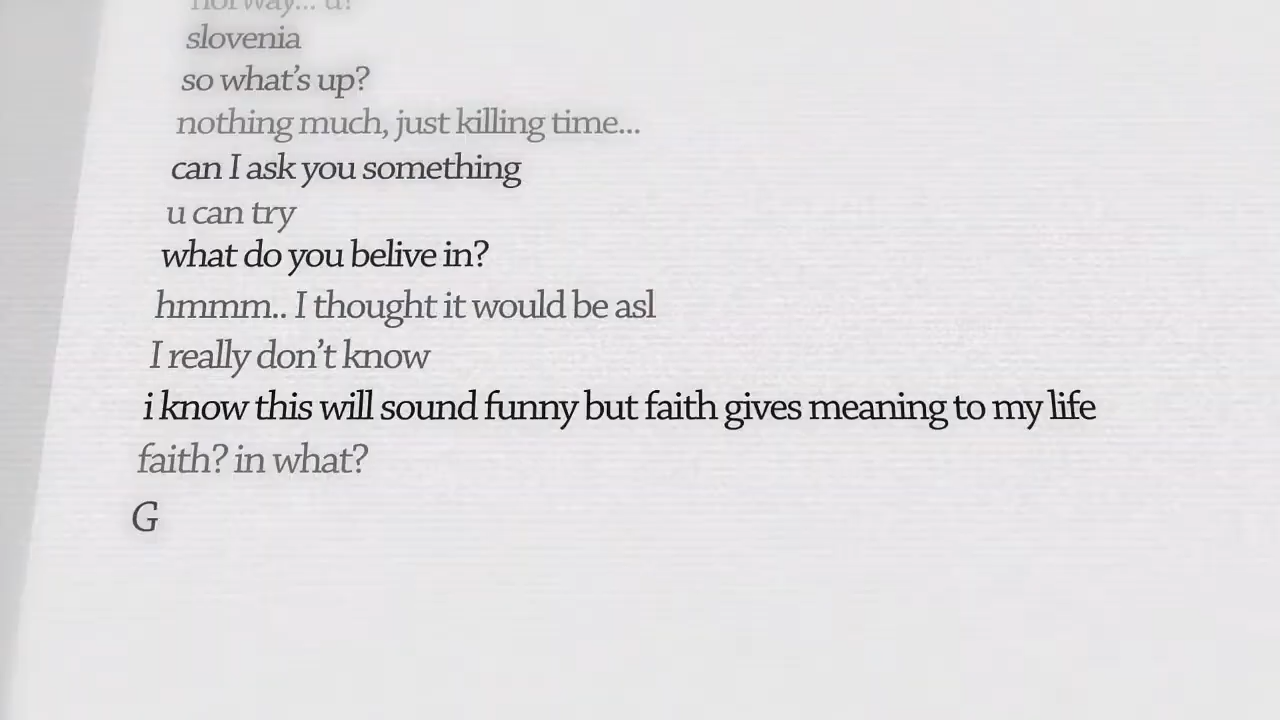 norway... u?
slovenia
so what's up?
nothing much, just killing time...
can I ask you something
u can try
what do you belive in?
hmmm.. I thought it would be asl
I really don't know
i know this will sound funny but faith gives meaning to my life
faith? in what?
G